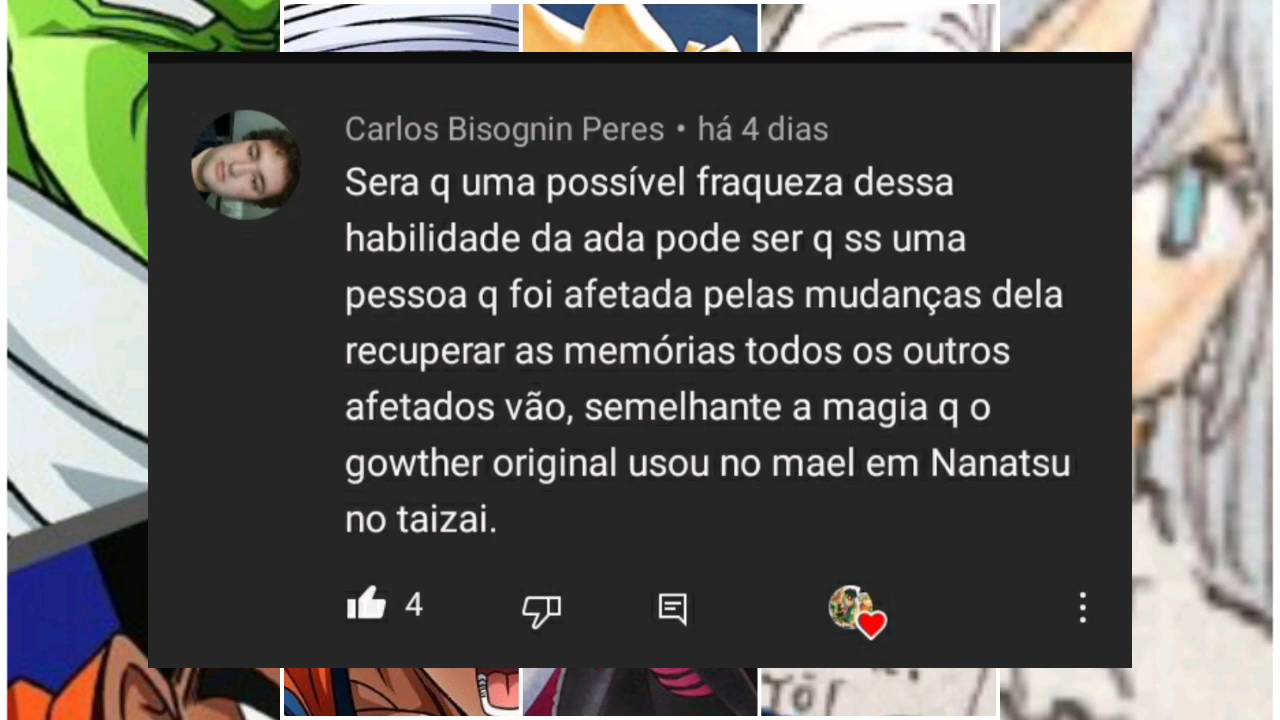 Carlos Bisognin Peres • há 4 dias
Sera q uma possível fraqueza dessa
habilidade da ada pode ser q ss uma
pessoa q foi afetada pelas mudanças dela
recuperar as memórias todos os outros
afetados vão, semelhante a magia q o
gowther original usou no mael em Nanatsu
no taizai.
4